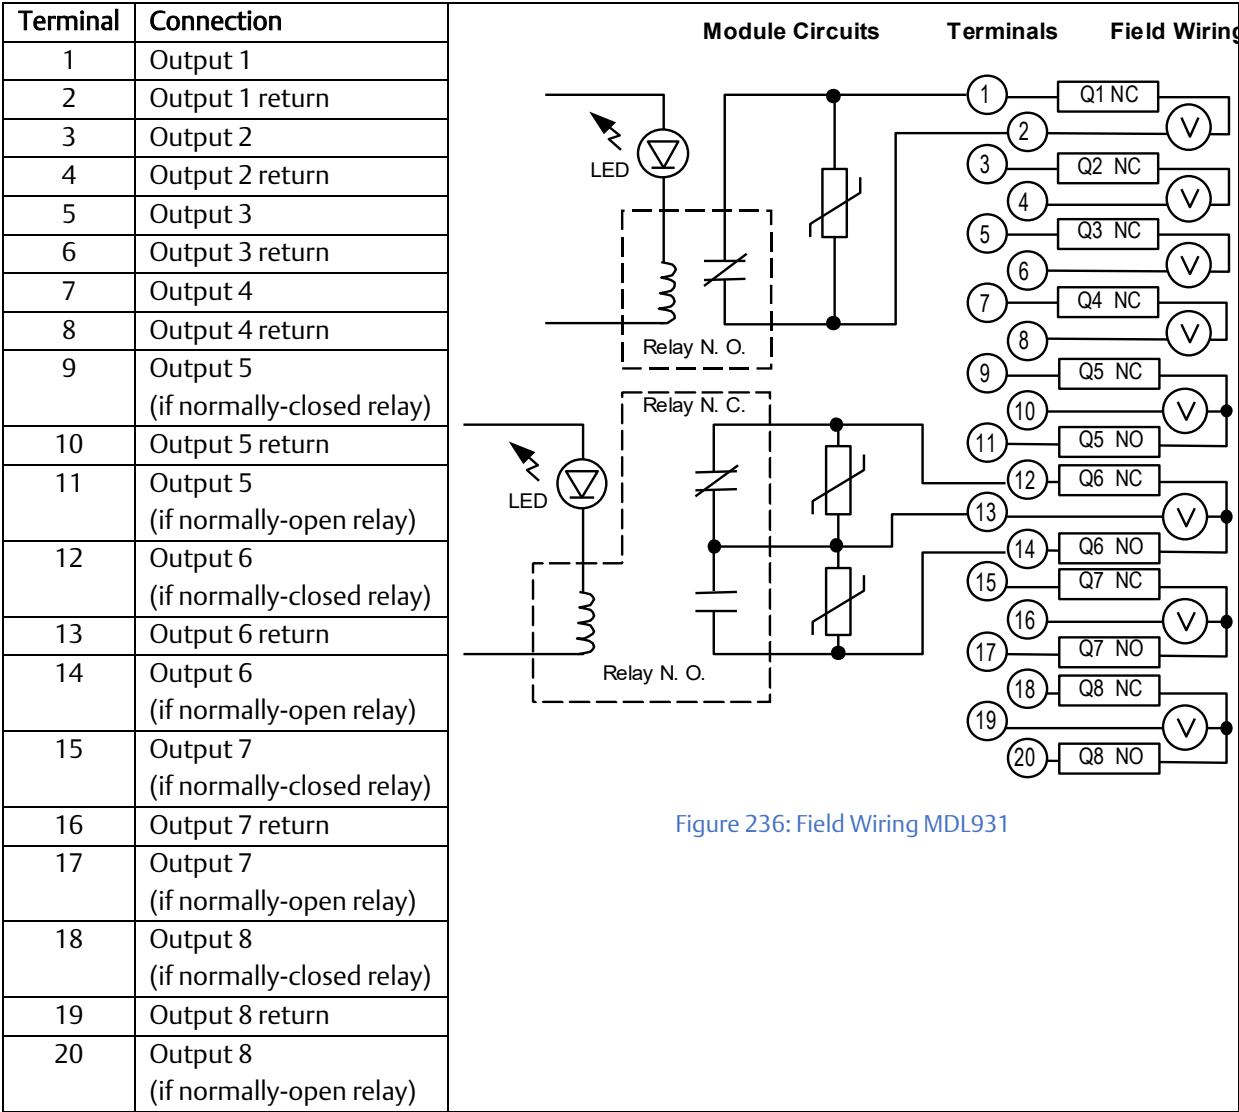 Terminal Connection
1 Output 1
2 Output 1 return
3 Output 2
4 Output 2 return
5 Output 3
6 Output 3 return
7 Output 4
8 Output 4 return
9 Output 5
(if normally-closed relay)
10 Output 5 return
11 Output 5
(if normally-open relay)
12 Output 6
(if normally-closed relay)
13 Output 6 return
14 Output 6
(if normally-open relay)
15 Output 7
(if normally-closed relay)
16 Output 7 return
17 Output 7
(if normally-open relay)
18 Output 8
(if normally-closed relay)
19 Output 8 return
20 Output 8
(if normally-open relay)
Module Circuits Terminals Field Wiring
LED
Relay N. O.
Relay N. C.
LED
Relay N. O.
1 Q1 NC
2 V
3 Q2 NC
4 V
5 Q3 NC
6 V
7 Q4 NC
8 V
9 Q5 NC
10 V
11 Q5 NO
12 Q6 NC
13 V
14 Q6 NO
15 Q7 NC
16 V
17 Q7 NO
18 Q8 NC
19 V
20 Q8 NO
Figure 236: Field Wiring MDL931